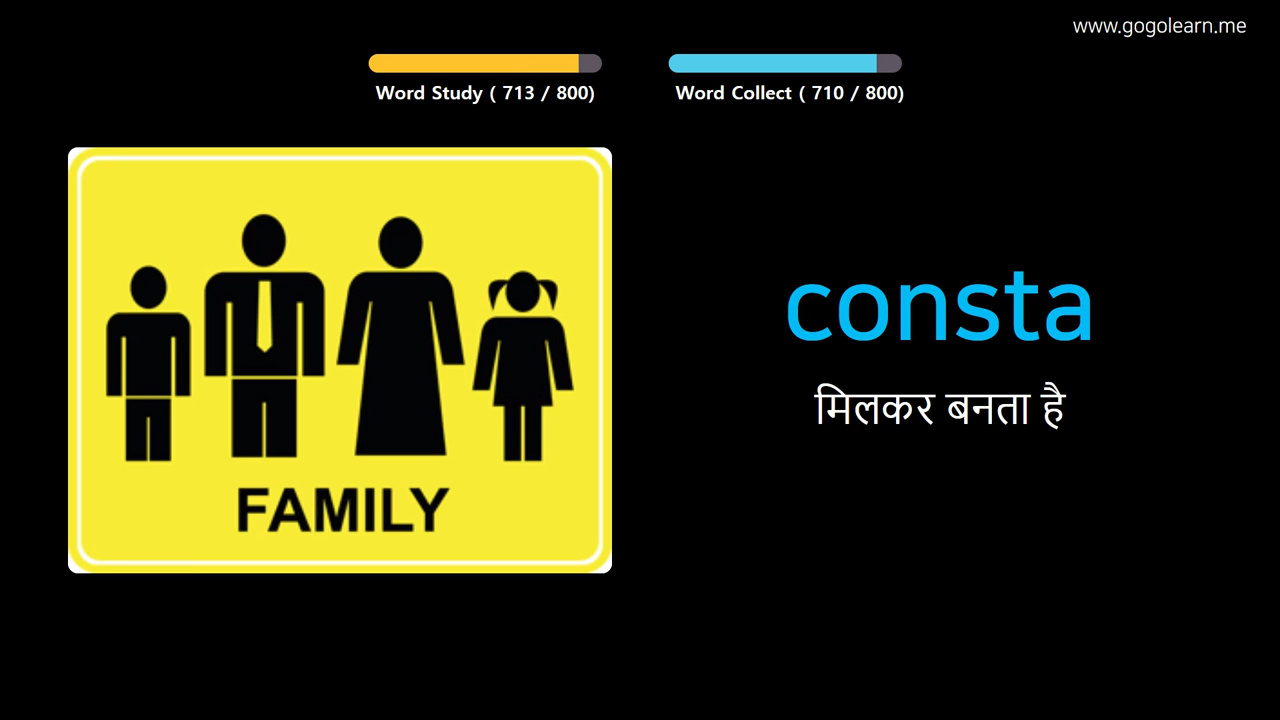 www.gogolearn.me
Word Study ( 713 / 800)
Word Collect ( 710 / 800)
FAMILY
consta
मिलकर बनता है